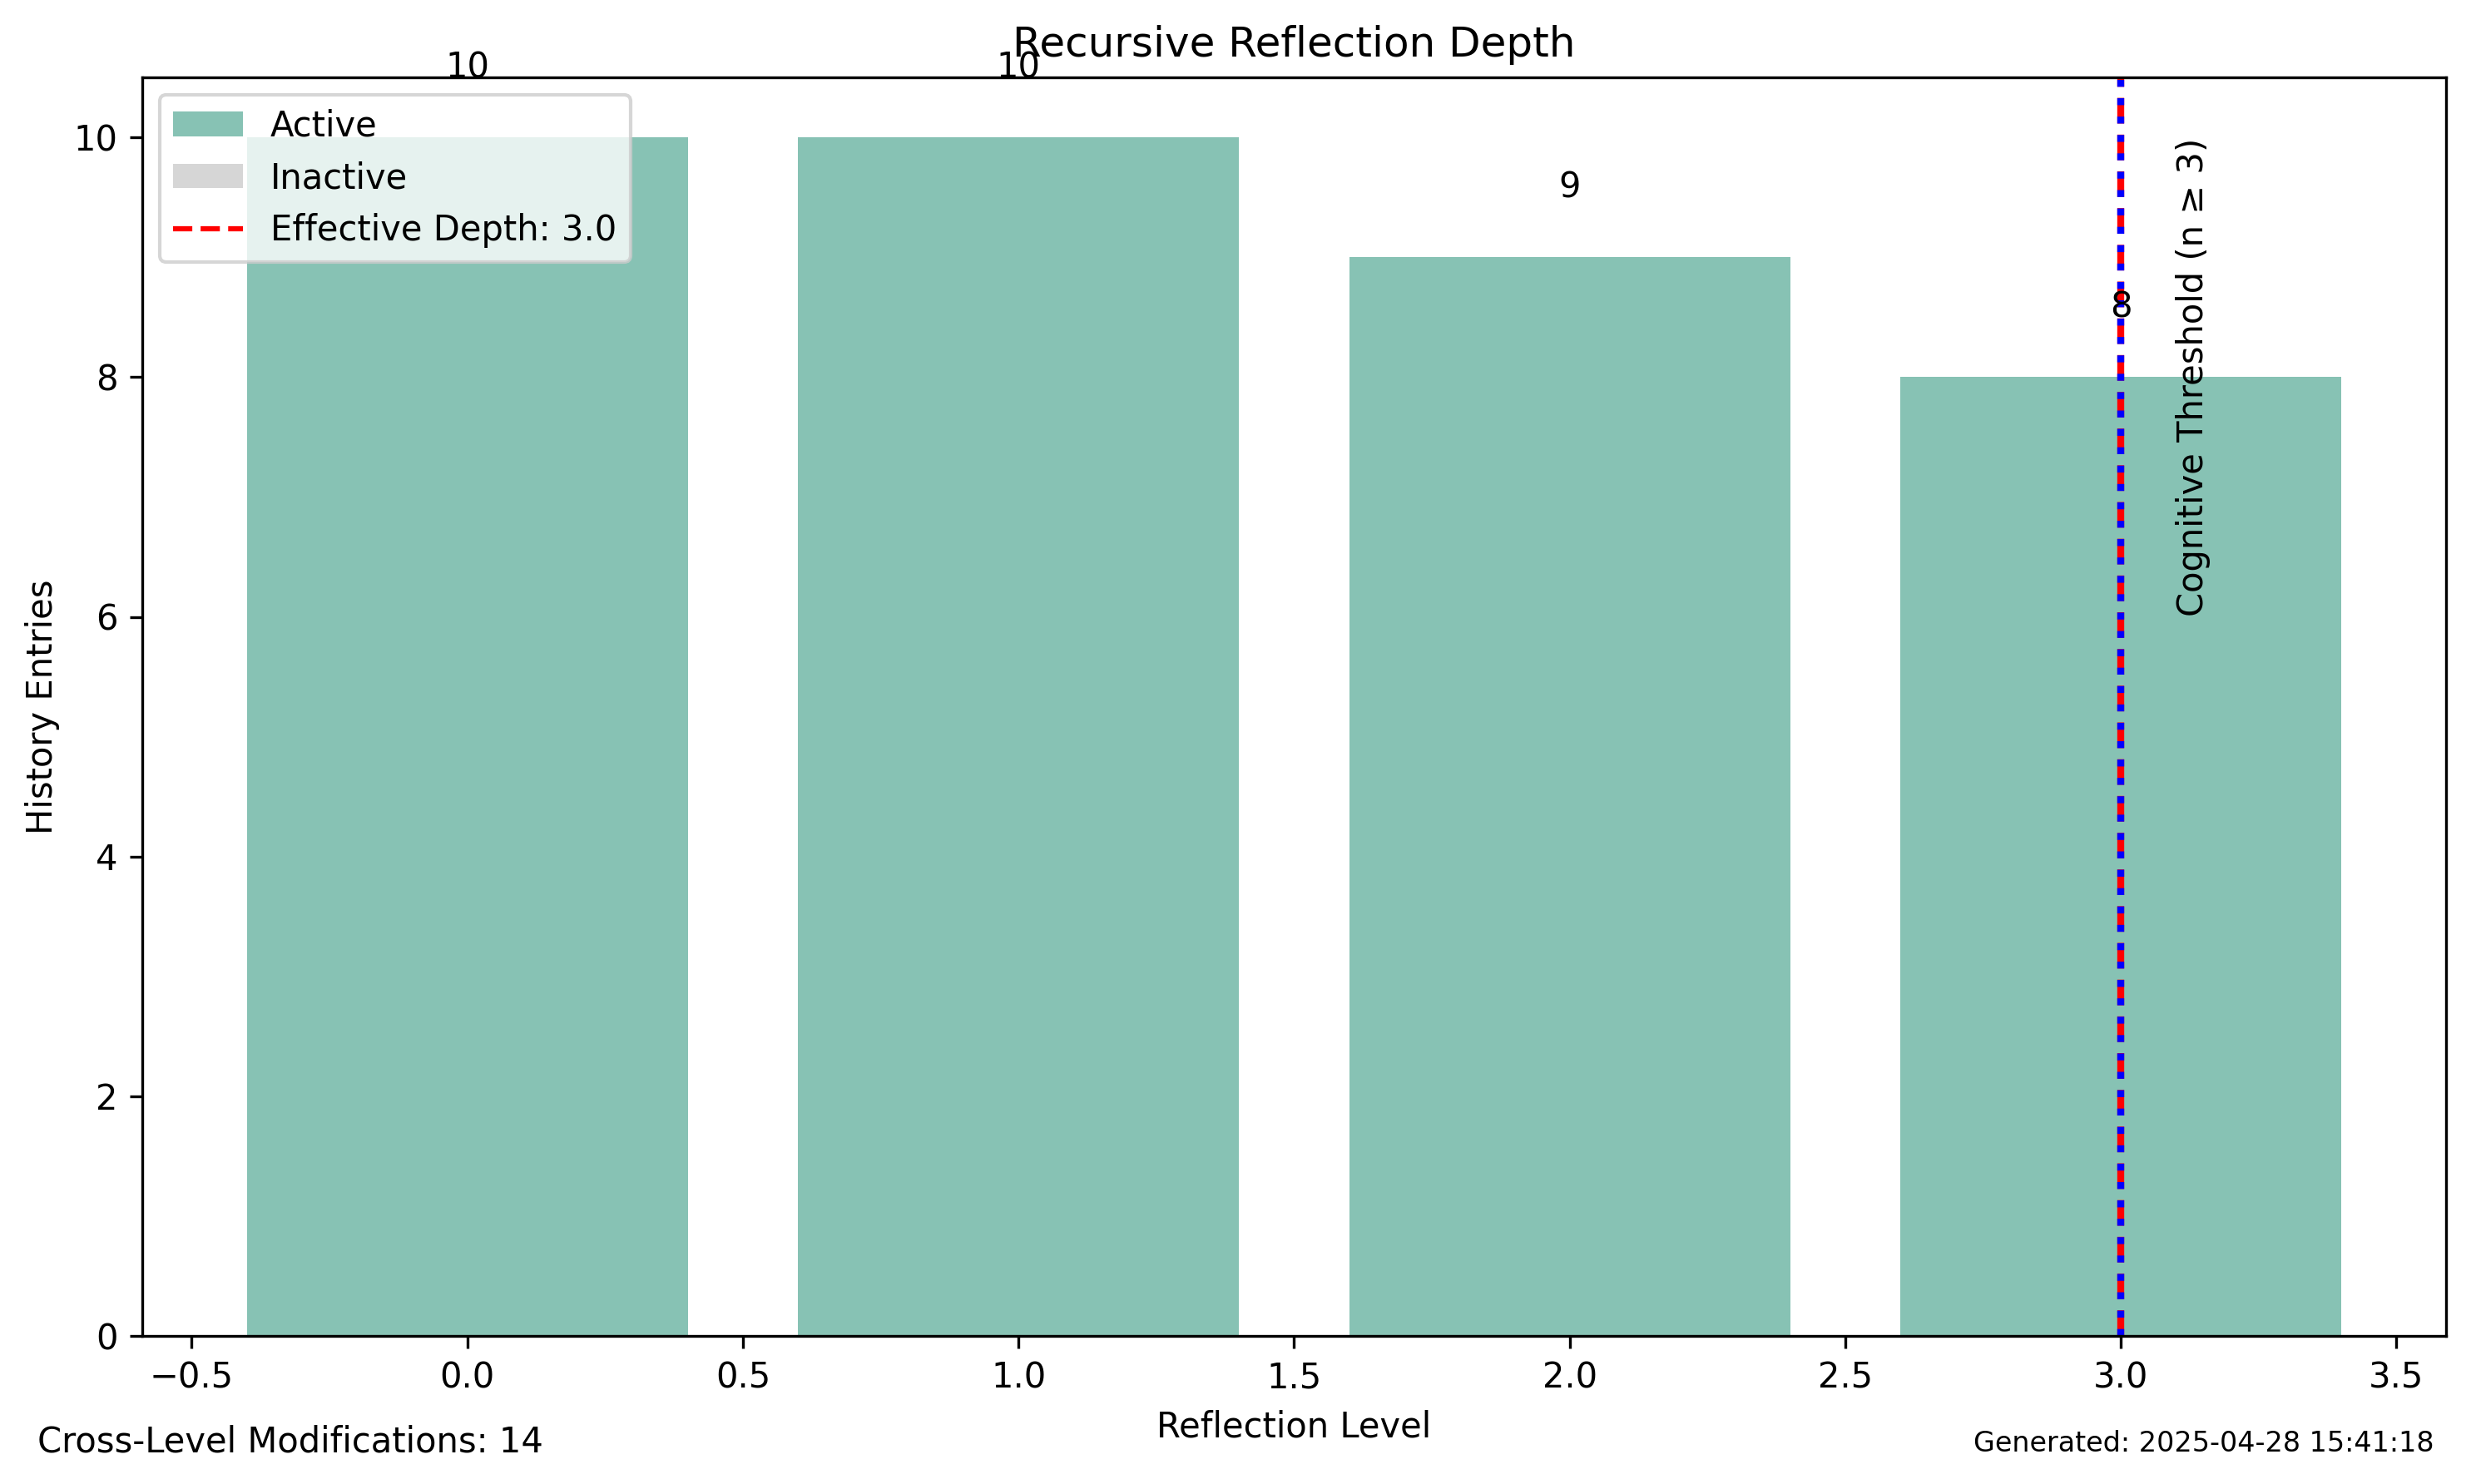 Recursive Reflection Depth
10
10
9
8
Active
Inactive
Effective Depth: 3.0
Cognitive Threshold (n ≥ 3)
History Entries
10
8
6
4
2
0
−0.5
0.0
0.5
1.0
1.5
2.0
2.5
3.0
3.5
Reflection Level
Cross-Level Modifications: 14
Generated: 2025-04-28 15:41:18